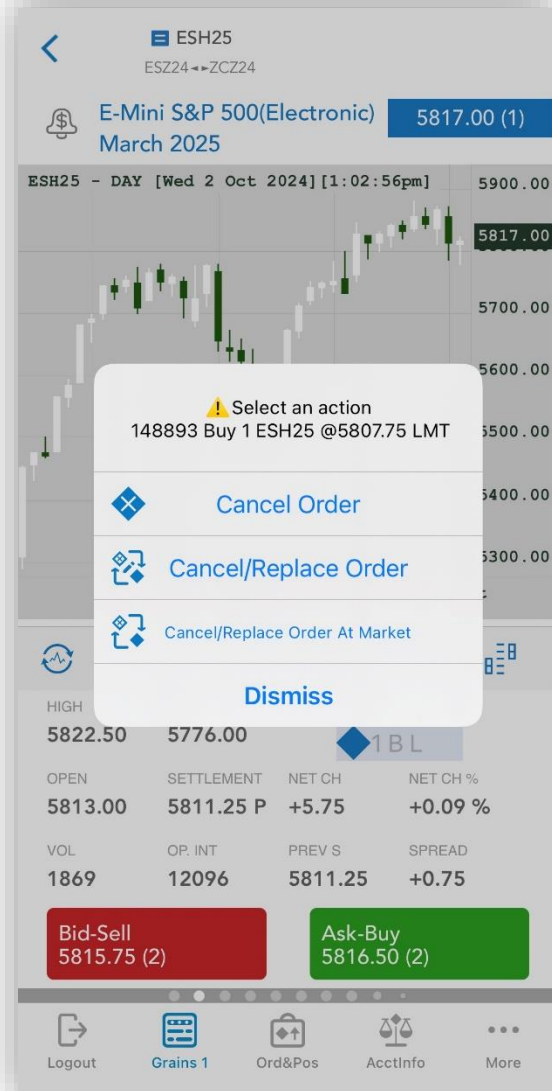 ESH25
ESZ24◄►ZCZ24
E-Mini S&P 500(Electronic)
March 2025
5817.00 (1)
ESH25 - DAY [Wed 2 Oct 2024][1:02:56pm]
5900.00
5817.00
5700.00
5600.00
5500.00
5400.00
5300.00
⚠️Select an action
148893 Buy 1 ESH25 @5807.75 LMT
Cancel Order
Cancel/Replace Order
Cancel/Replace Order At Market
Dismiss
HIGH
5822.50 5776.00 1 B L
OPEN SETTLEMENT NET CH NET CH %
5813.00 5811.25 P +5.75 +0.09 %
VOL OP. INT PREV S SPREAD
1869 12096 5811.25 +0.75
Bid-Sell Ask-Buy
5815.75 (2) 5816.50 (2)
Logout Grains 1 Ord&Pos AcctInfo More